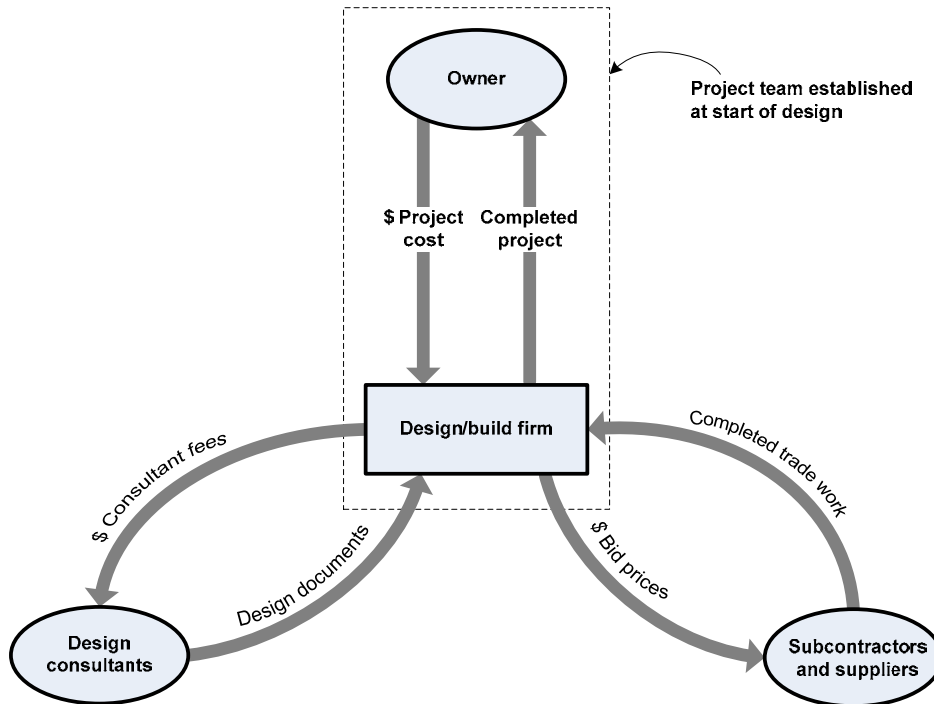 Owner
Project team established
at start of design
$ Project
cost
Completed
project
Design/build firm
$ Consultant fees
Design documents
$ Bid prices
Completed trade work
Design
consultants
Subcontractors
and suppliers